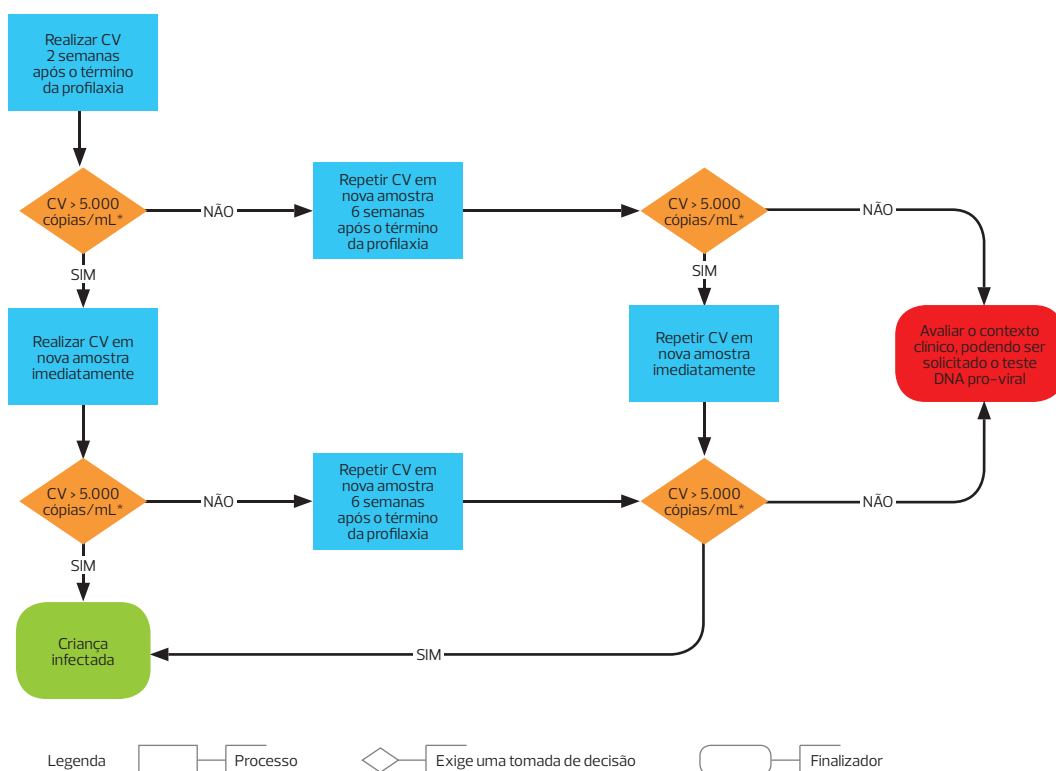 Realizar CV
2 semanas
após o término
da profilaxia
CV > 5.000
cópias/mL*
NÃO
Repetir CV em
nova amostra
6 semanas
após o término
da profilaxia
CV > 5.000
cópias/mL*
NÃO
SIM
SIM
Realizar CV em
nova amostra
imediatamente
Repetir CV em
nova amostra
imediatamente
Avaliar o contexto
clínico, podendo ser
solicitado o teste
DNA pro-viral
CV > 5.000
cópias/mL*
NÃO
Repetir CV em
nova amostra
6 semanas
após o término
da profilaxia
CV > 5.000
cópias/mL*
NÃO
SIM
Criança
infectada
SIM
Legenda
Processo
Exige uma tomada de decisão
Finalizador